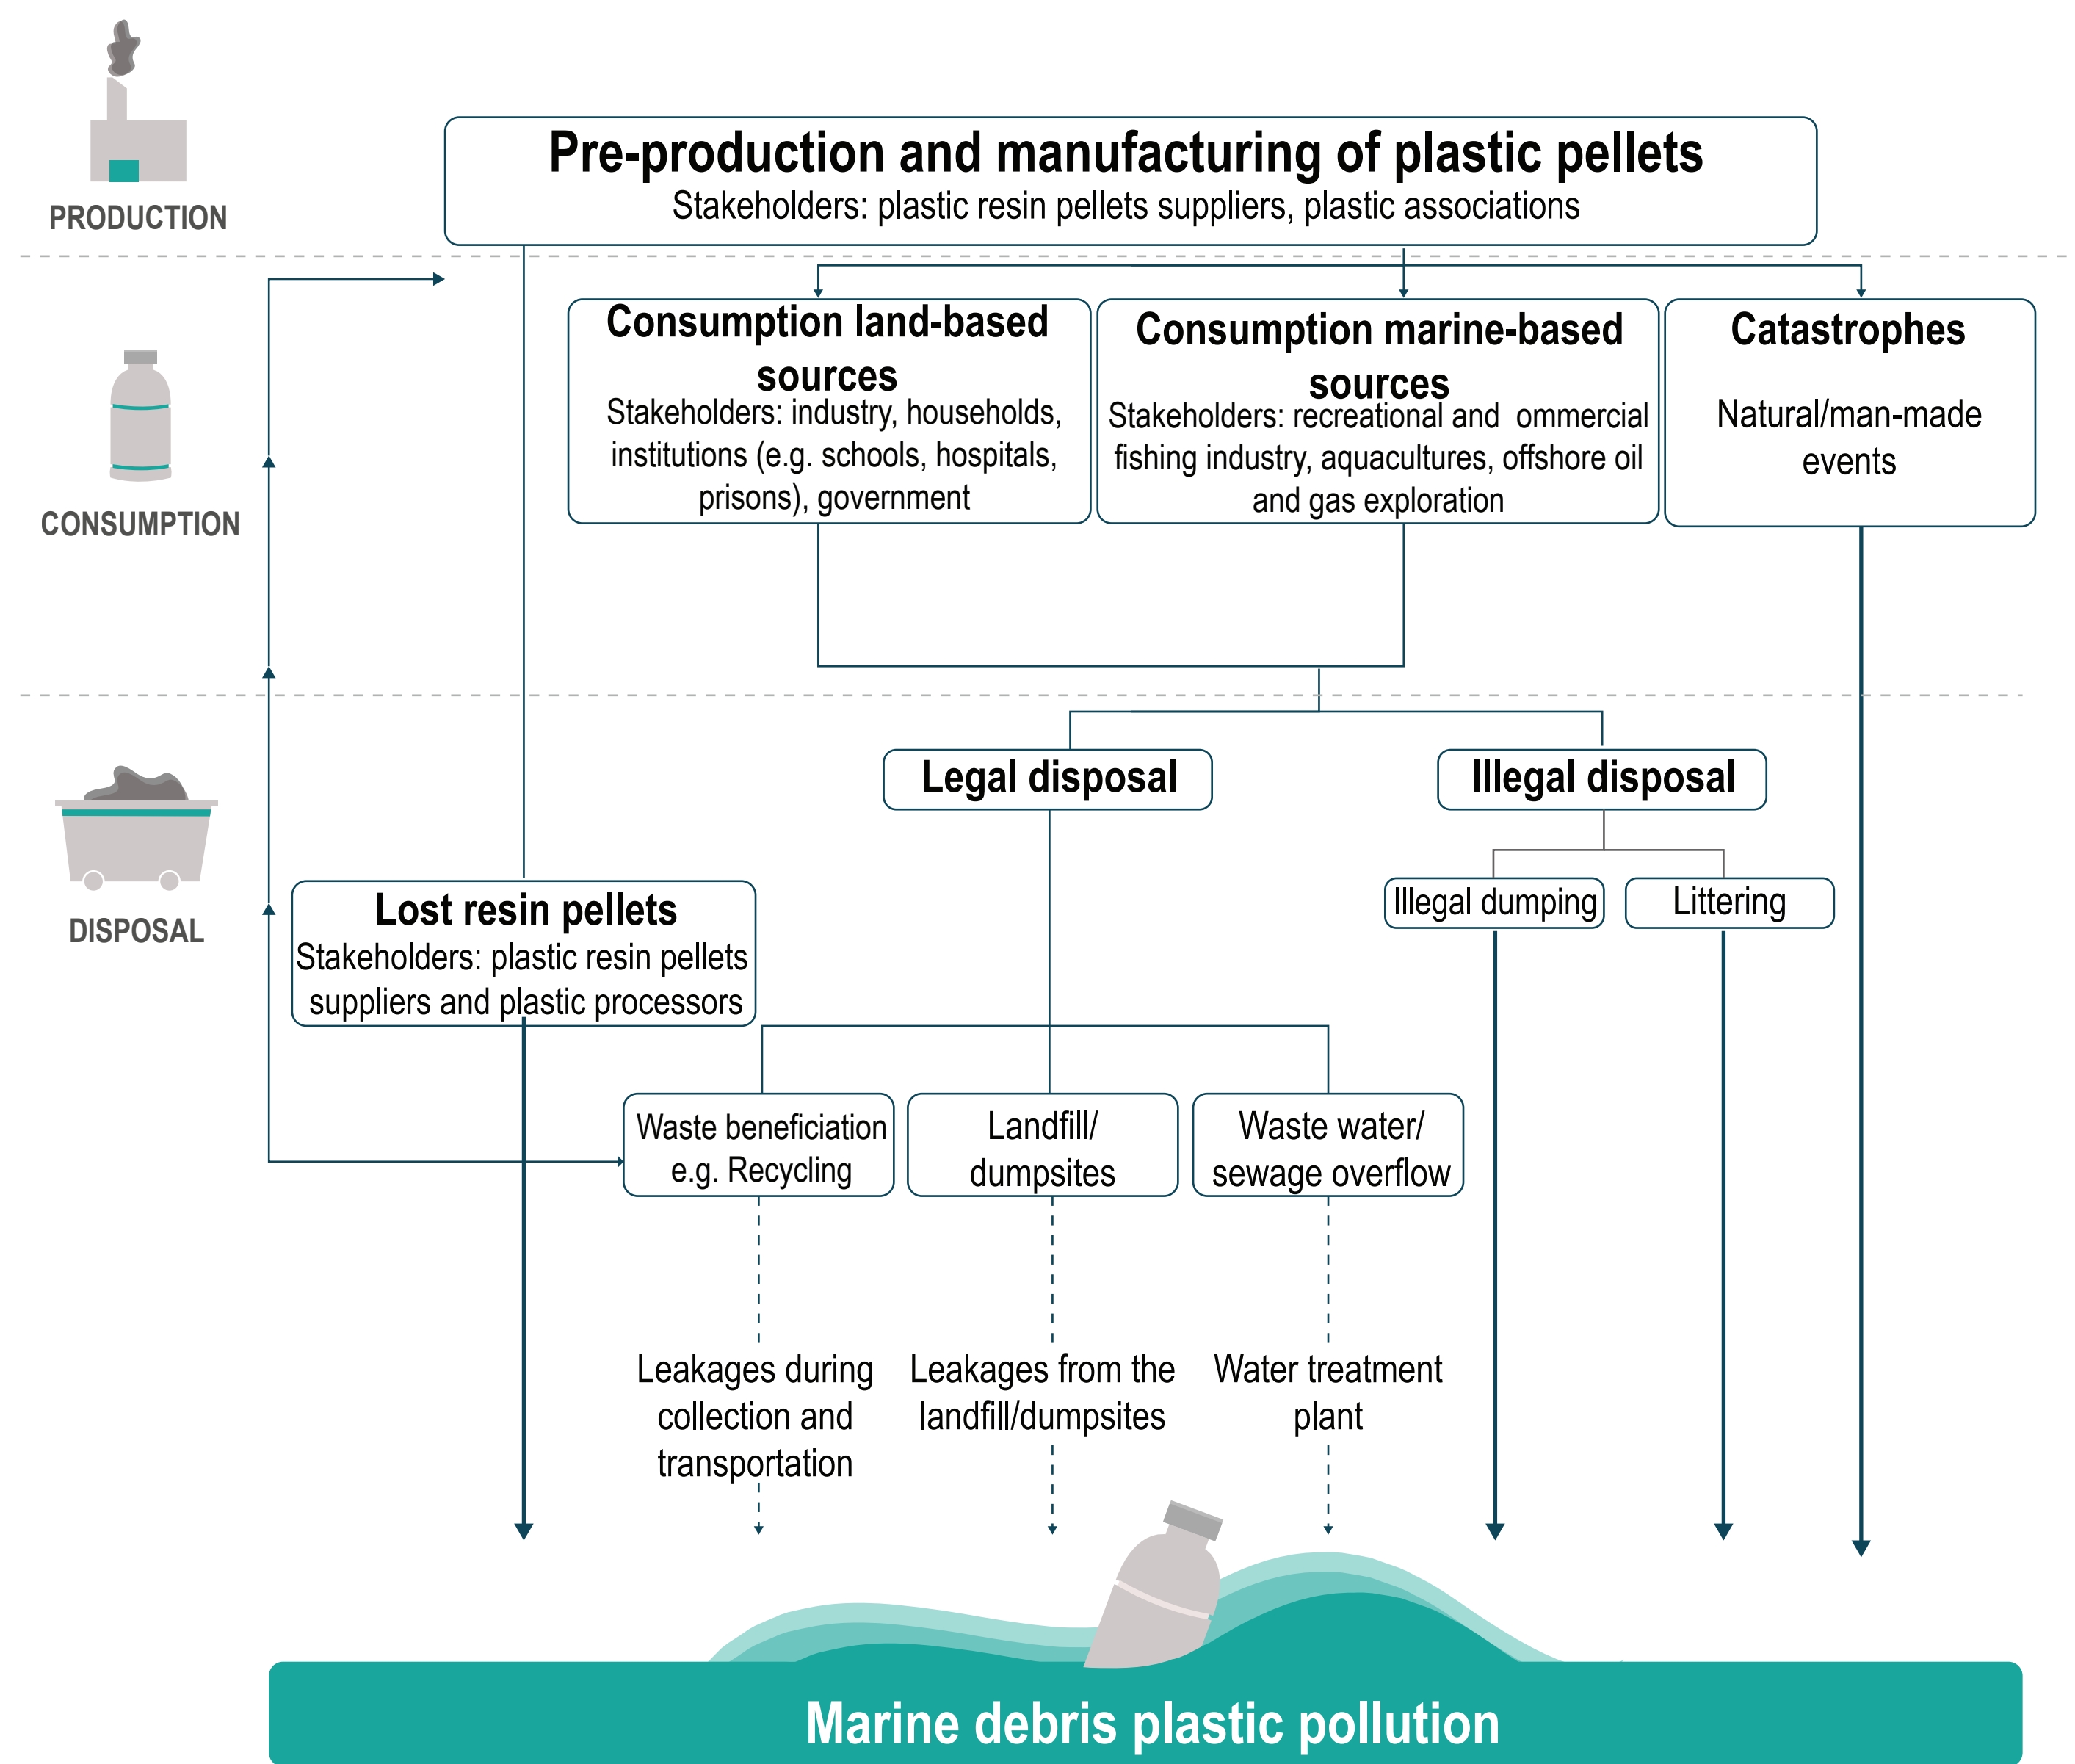 PRODUCTION
Pre-production and manufacturing of plastic pellets
Stakeholders: plastic resin pellets suppliers, plastic associations
CONSUMPTION
Consumption land-based
sources
Stakeholders: industry, households,
institutions (e.g. schools, hospitals,
prisons), government
Consumption marine-based
sources
Stakeholders: recreational and ommercial
fishing industry, aquacultures, offshore oil
and gas exploration
Catastrophes
Natural/man-made
events
DISPOSAL
Legal disposal
Illegal disposal
Illegal dumping
Littering
Lost resin pellets
Stakeholders: plastic resin pellets
suppliers and plastic processors
Waste beneficiation
e.g. Recycling
Landfill/
dumpsites
Waste water/
sewage overflow
Leakages during
collection and
transportation
Leakages from the
landfill/dumpsites
Water treatment
plant
Marine debris plastic pollution